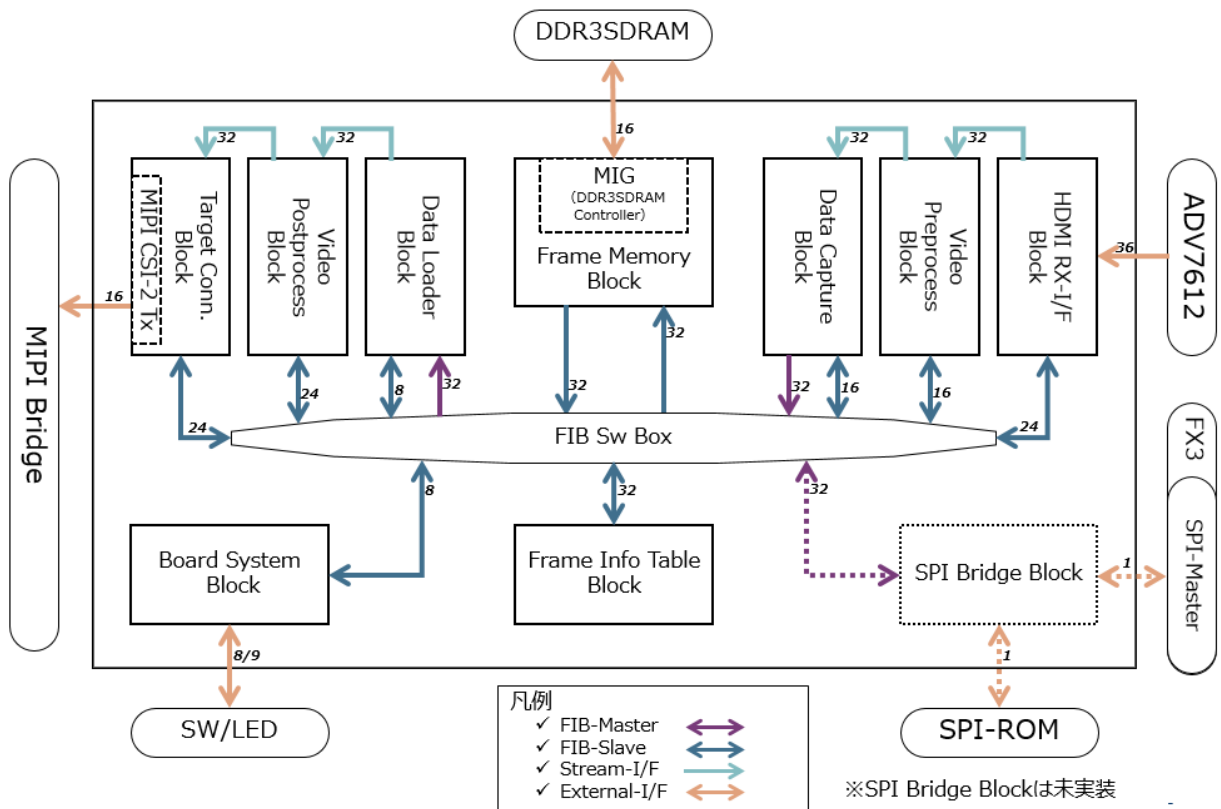 DDR3SDRAM
16
32
32
32
32
MIPI Bridge
16
MIPI CSI-2 Tx
Target Conn.
Block
Video
Postprocess
Block
Data Loader
Block
MIG
(DDR3SDRAM
Controller)
Frame Memory
Block
Data Capture
Block
Video
Preprocess
Block
HDMI RX-I/F
Block
36
ADV7612
24
24
8
32
32
32
32
16
16
24
FIB Sw Box
FX3
SPI-Master
8
32
32
Board System
Block
Frame Info Table
Block
SPI Bridge Block
1
8/9
1
SW/LED
SPI-ROM
凡例
✓ FIB-Master
✓ FIB-Slave
✓ Stream-I/F
✓ External-I/F
※SPI Bridge Blockは未実装